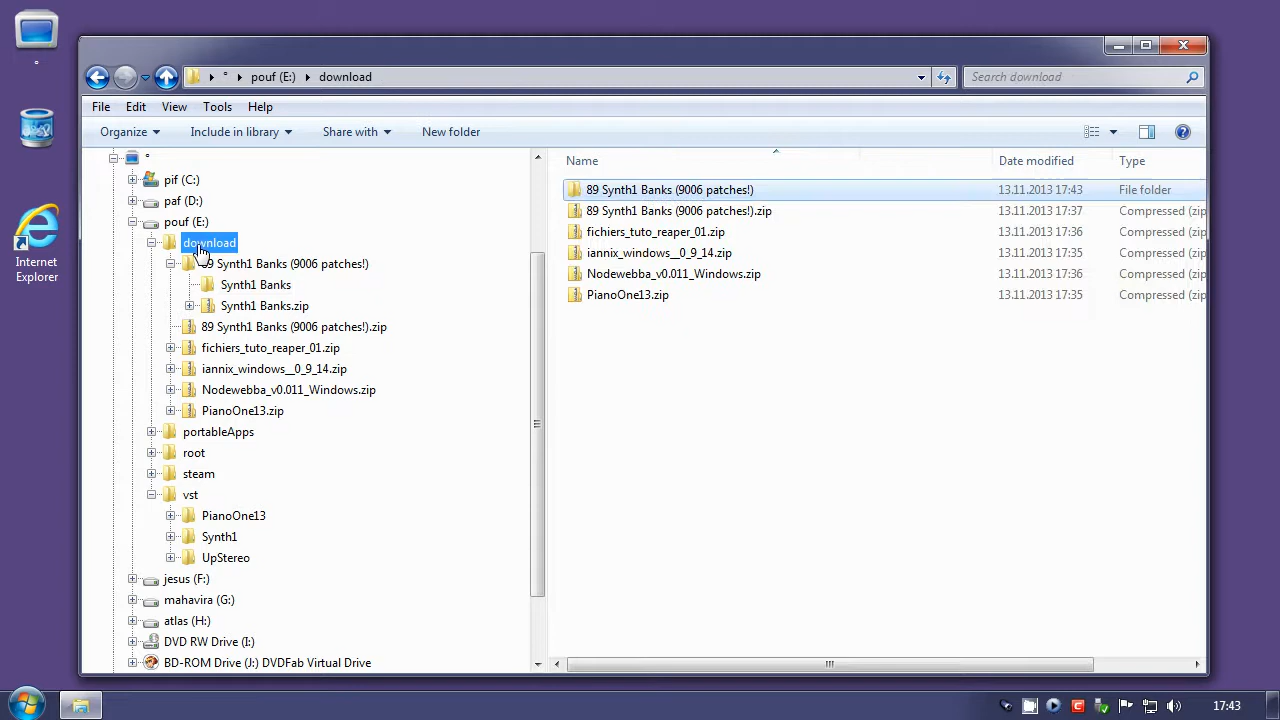 ° pouf (E:) download
Search download
File Edit View Tools Help
Organize Include in library Share with New folder
Name Date modified Type
°
pif (C:)
paf (D:)
pouf (E:)
download
Synth1 Banks (9006 patches!)
Synth1 Banks
Synth1 Banks.zip
89 Synth1 Banks (9006 patches!).zip
fichiers_tuto_reaper_01.zip
iannix_windows__0_9_14.zip
Nodewebba_v0.011_Windows.zip
PianoOne13.zip
portableApps
root
steam
vst
PianoOne13
Synth1
UpStereo
jesus (F:)
mahavira (G:)
atlas (H:)
DVD RW Drive (I:)
BD-ROM Drive (J:) DVDFab Virtual Drive
89 Synth1 Banks (9006 patches!) 13.11.2013 17:43 File folder
89 Synth1 Banks (9006 patches!).zip 13.11.2013 17:37 Compressed (zip
fichiers_tuto_reaper_01.zip 13.11.2013 17:36 Compressed (zip
iannix_windows__0_9_14.zip 13.11.2013 17:35 Compressed (zip
Nodewebba_v0.011_Windows.zip 13.11.2013 17:36 Compressed (zip
PianoOne13.zip 13.11.2013 17:35 Compressed (zip
°
Internet
Explorer
17:43